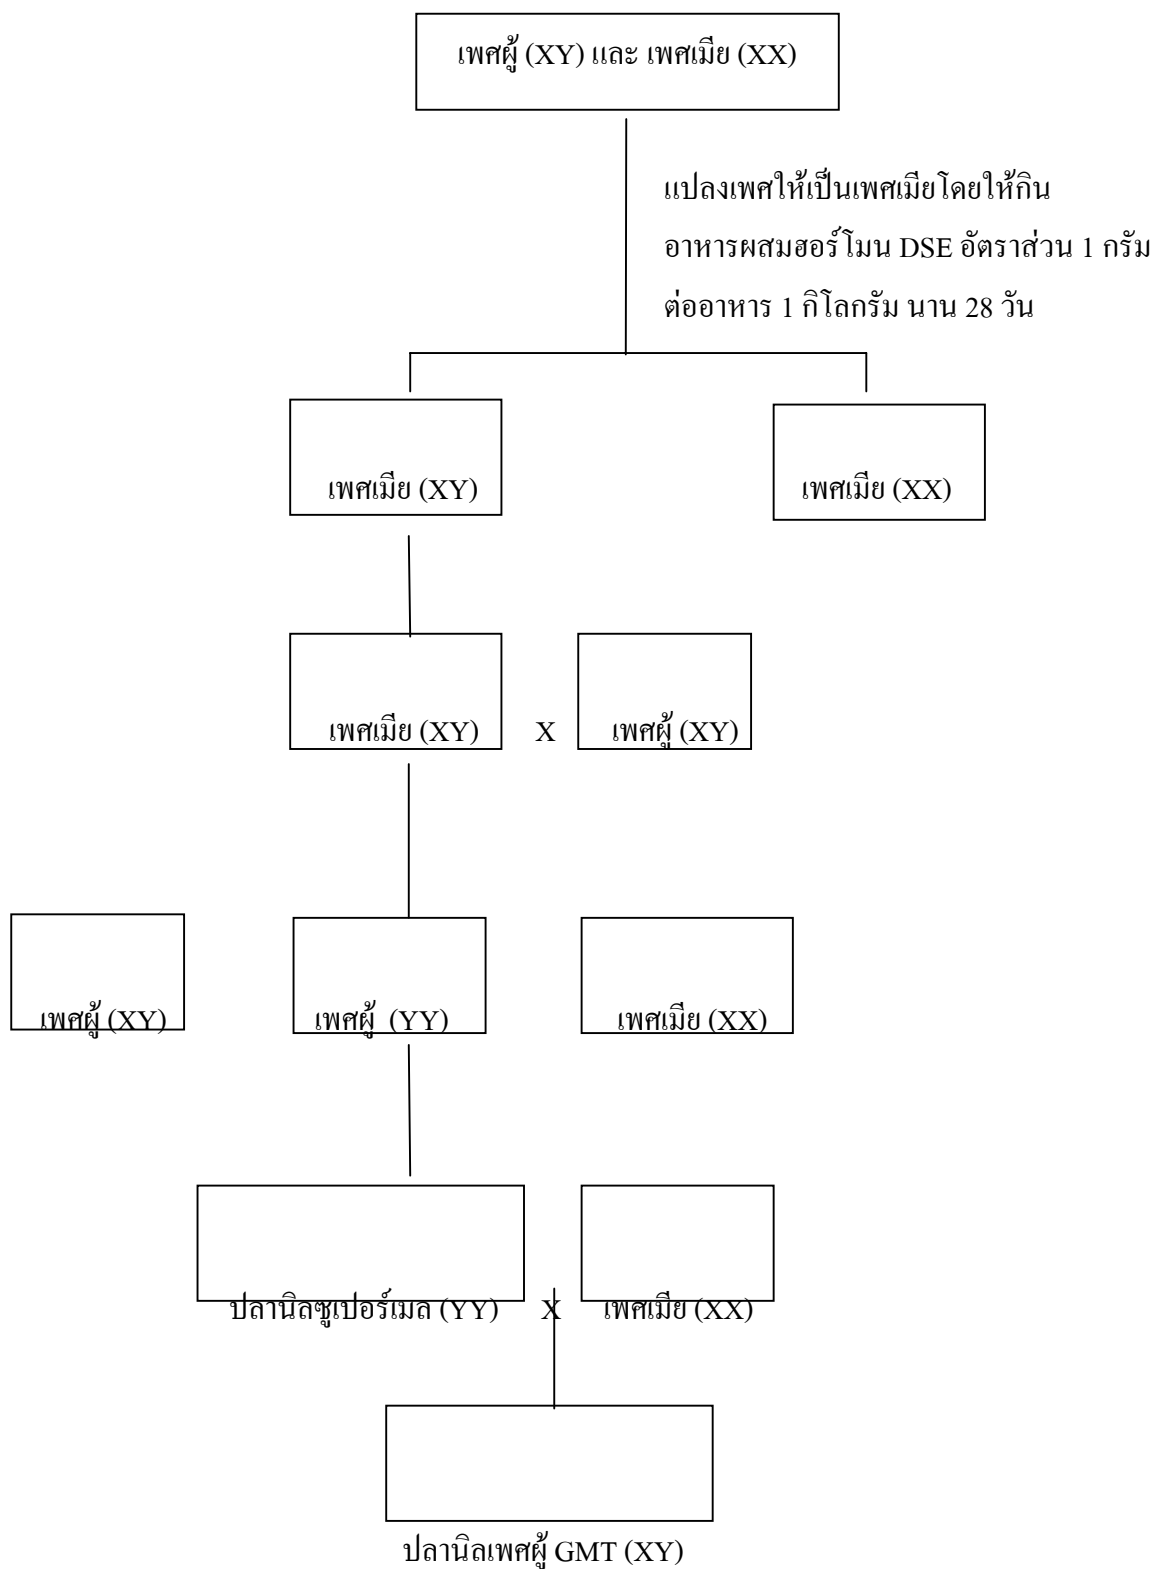 เพศผู้ (XY) และ เพศเมีย (XX)
แปลงเพศให้เป็นเพศเมียโดยให้กิน
อาหารผสมฮอร์โมน DSE อัตราส่วน 1 กรัม
ต่ออาหาร 1 กิโลกรัม นาน 28 วัน
เพศเมีย (XY) เพศเมีย (XX)
เพศเมีย (XY) X เพศผู้ (XY)
เพศผู้ (XY) เพศผู้ (YY) เพศเมีย (XX)
ปลานิลซูเปอร์เมล (YY) X เพศเมีย (XX)
ปลานิลเพศผู้ GMT (XY)